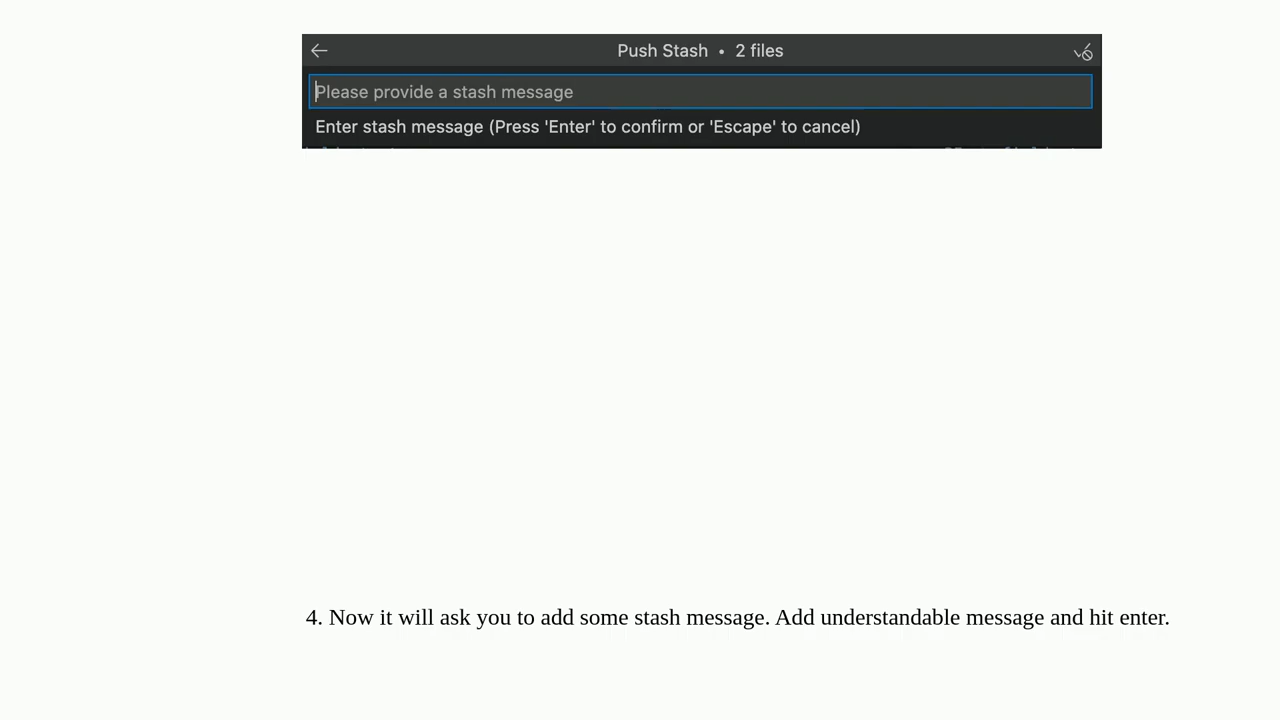 Push Stash • 2 files
Please provide a stash message
Enter stash message (Press 'Enter' to confirm or 'Escape' to cancel)
4. Now it will ask you to add some stash message. Add understandable message and hit enter.